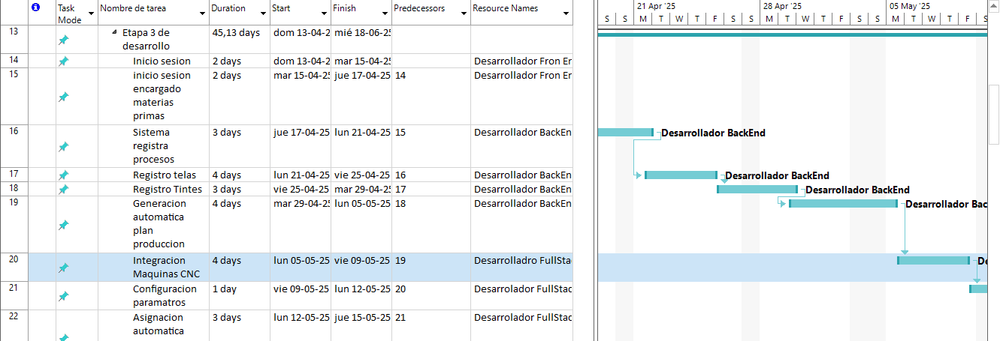 Task Mode Nombre de tarea Duration Start Finish Predecessors Resource Names
21 Apr '25 28 Apr '25 05 May '25
S S M T W T F S S M T W T F S S M T W T F S
13 Etapa 3 de desarrollo 45,13 days dom 13-04-2 mié 18-06-25
14 Inicio sesion 2 days dom 13-04-2 mar 15-04-25 Desarrollador Fron En
15 inicio sesion encargado materias primas 2 days mar 15-04-25 jue 17-04-25 14 Desarrollador Fron En
16 Sistema registra procesos 3 days jue 17-04-25 lun 21-04-25 15 Desarrollador BackEn
Desarrollador BackEnd
17 Registro telas 4 days lun 21-04-25 vie 25-04-25 16 Desarrollador BackEn
Desarrollador BackEnd
18 Registro Tintes 3 days vie 25-04-25 mar 29-04-25 17 Desarrollador BackEn
Desarrollador BackEnd
19 Generacion automatica plan produccion 4 days mar 29-04-25 lun 05-05-25 18 Desarrollador BackEn
Desarrollador Bac
20 Integracion Maquinas CNC 4 days lun 05-05-25 vie 09-05-25 19 Desarrolladro FullStac
De
21 Configuracion paramatros 1 day vie 09-05-25 lun 12-05-25 20 Desarrolador FullStac
22 Asignacion automatica 3 days lun 12-05-25 jue 15-05-25 21 Desarrolador FullStac